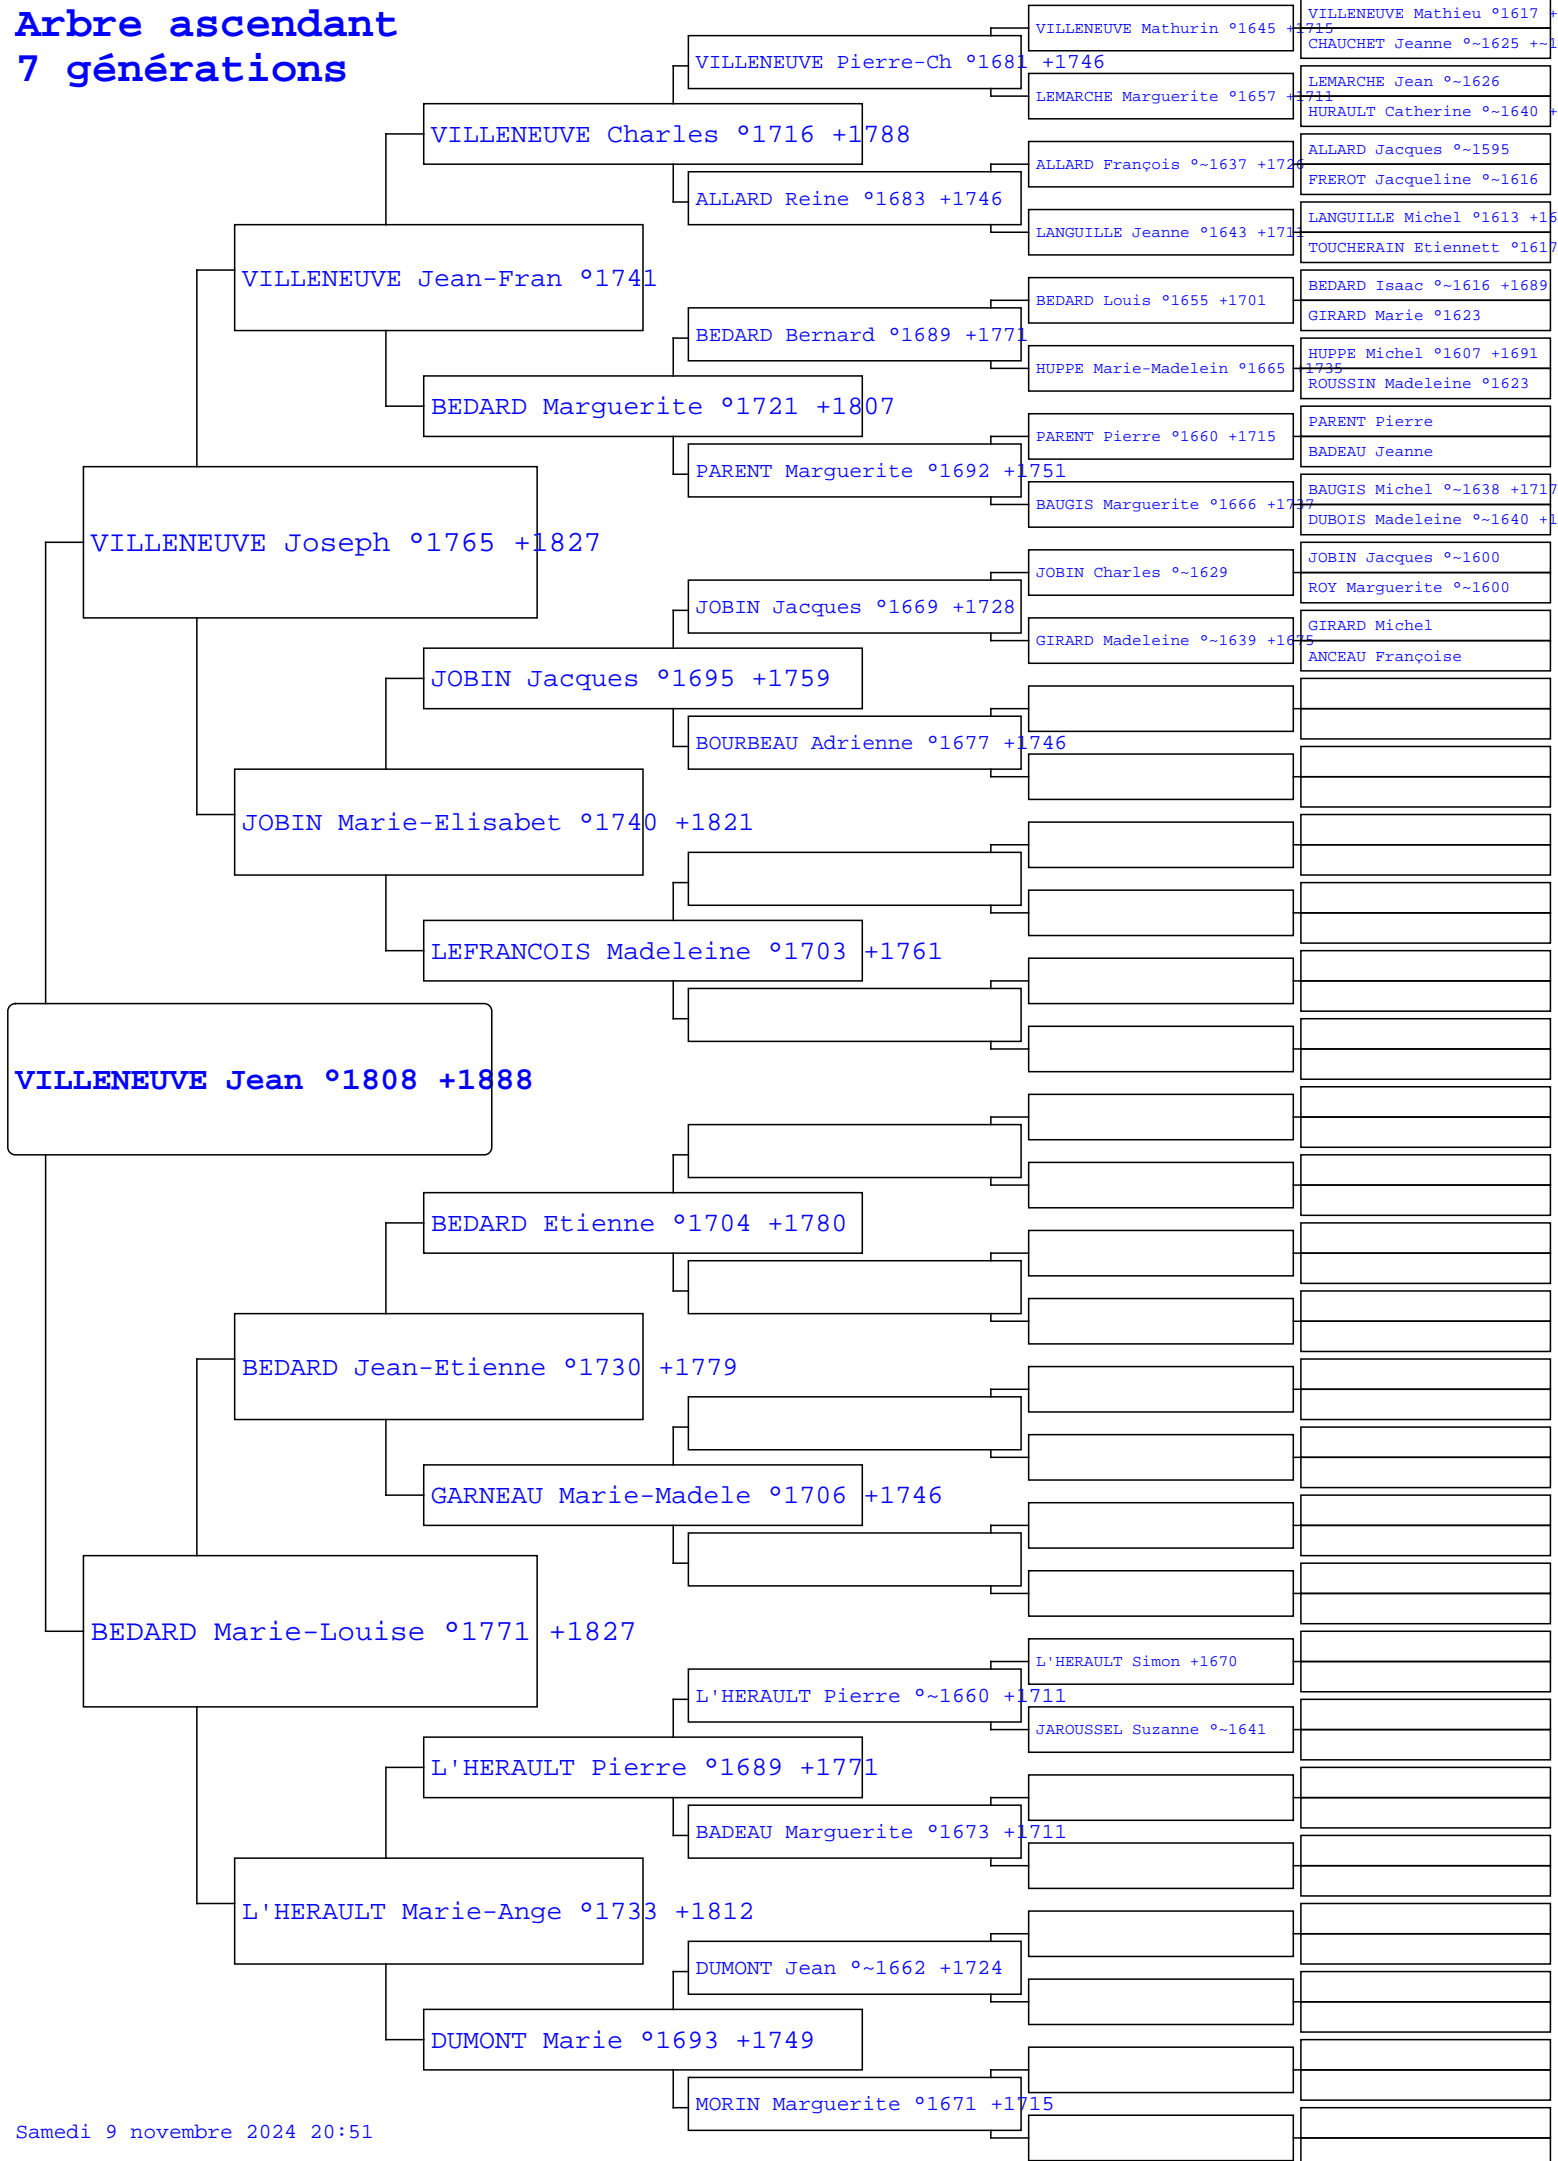 Arbre ascendant
7 générations
VILLENEUVE Mathieu °1617 +
VILLENEUVE Mathurin °1645 +1715
CHAUCHET Jeanne °~1625 +~1
VILLENEUVE Pierre-Ch °1681 +1746
LEMARCHE Jean °~1626
LEMARCHE Marguerite °1657 +1711
HURAULT Catherine °~1640 +
VILLENEUVE Charles °1716 +1788
ALLARD Jacques °~1595
ALLARD François °~1637 +1726
FREROT Jacqueline °~1616
ALLARD Reine °1683 +1746
LANGUILLE Michel °1613 +16
LANGUILLE Jeanne °1643 +1711
TOUCHERAIN Etiennett °1617
VILLENEUVE Jean-Fran °1741
BEDARD Isaac °~1616 +1689
BEDARD Louis °1655 +1701
GIRARD Marie °1623
BEDARD Bernard °1689 +1771
HUPPE Michel °1607 +1691
HUPPE Marie-Madelein °1665 +1735
ROUSSIN Madeleine °1623
BEDARD Marguerite °1721 +1807
PARENT Pierre
PARENT Pierre °1660 +1715
BADEAU Jeanne
PARENT Marguerite °1692 +1751
BAUGIS Michel °~1638 +1717
BAUGIS Marguerite °1666 +1737
DUBOIS Madeleine °~1640 +1
VILLENEUVE Joseph °1765 +1827
JOBIN Jacques °~1600
JOBIN Charles °~1629
ROY Marguerite °~1600
JOBIN Jacques °1669 +1728
GIRARD Michel
GIRARD Madeleine °~1639 +1675
ANCEAU Françoise
JOBIN Jacques °1695 +1759
BOURBEAU Adrienne °1677 +1746
JOBIN Marie-Elisabet °1740 +1821
LEFRANCOIS Madeleine °1703 +1761
VILLENEUVE Jean °1808 +1888
BEDARD Etienne °1704 +1780
BEDARD Jean-Etienne °1730 +1779
GARNEAU Marie-Madele °1706 +1746
BEDARD Marie-Louise °1771 +1827
L'HERAULT Simon +1670
L'HERAULT Pierre °~1660 +1711
JAROUSSEL Suzanne °~1641
L'HERAULT Pierre °1689 +1771
BADEAU Marguerite °1673 +1711
L'HERAULT Marie-Ange °1733 +1812
DUMONT Jean °~1662 +1724
DUMONT Marie °1693 +1749
MORIN Marguerite °1671 +1715
Samedi 9 novembre 2024 20:51